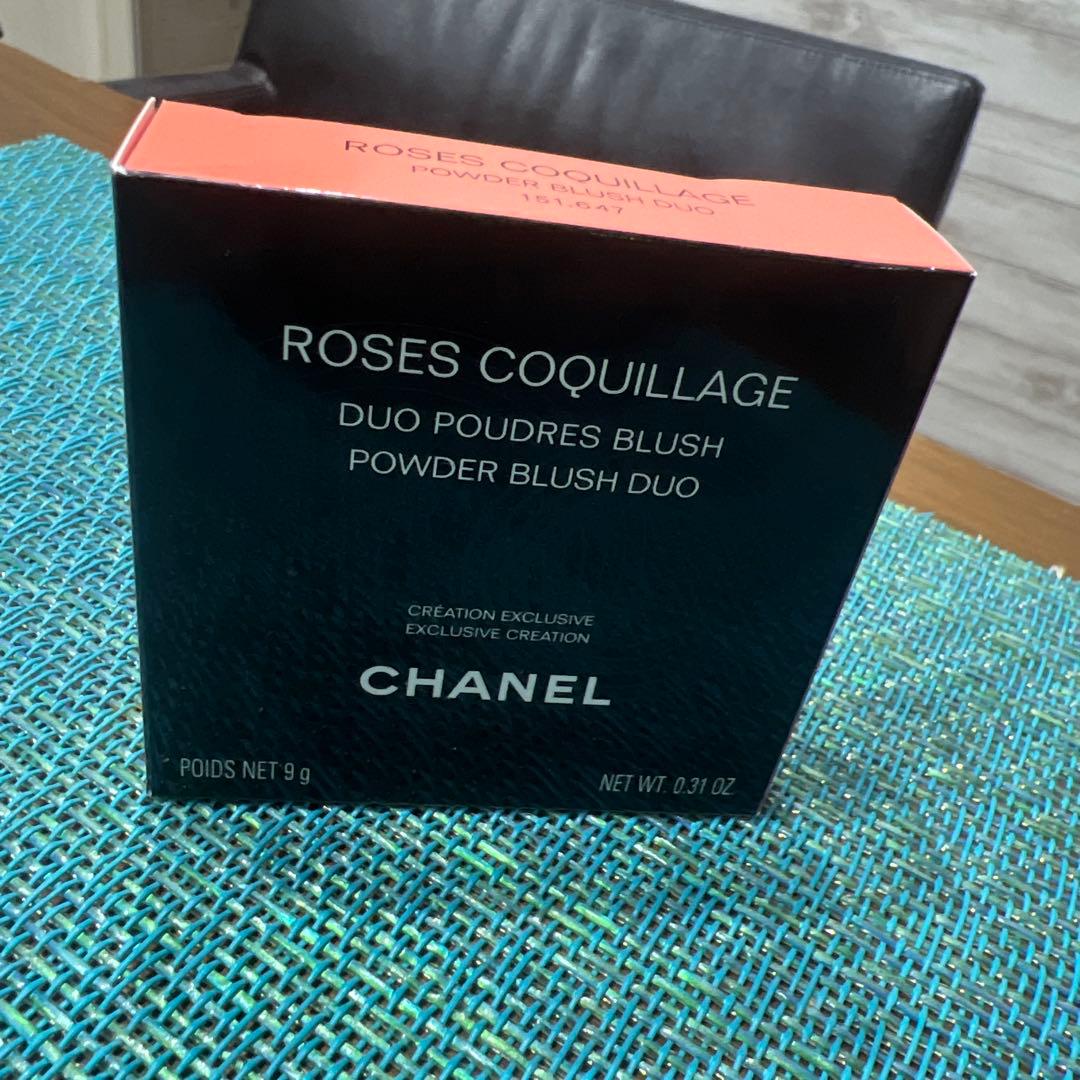 ROSES COQUILLAGE
POWDER BLUSH DUO
151.647
ROSES COQUILLAGE
DUO POUDRES BLUSH
POWDER BLUSH DUO
CRÉATION EXCLUSIVE
EXCLUSIVE CREATION
CHANEL
POIDS NET 9 g
NET WT. 0.31 OZ